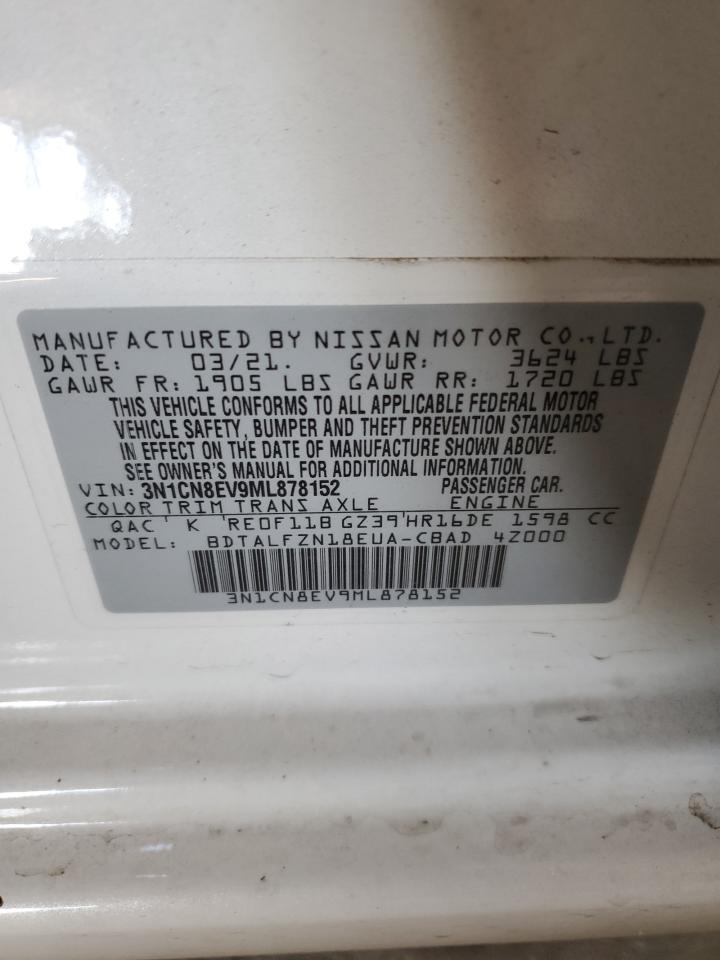 MANUFACTURED BY NISSAN MOTOR CO., LTD.
DATE: 03/21. GVWR: 3624 LBS
GAWR FR: 1905 LBS GAWR RR: 1720 LBS
THIS VEHICLE CONFORMS TO ALL APPLICABLE FEDERAL MOTOR
VEHICLE SAFETY, BUMPER AND THEFT PREVENTION STANDARDS
IN EFFECT ON THE DATE OF MANUFACTURE SHOWN ABOVE.
SEE OWNER'S MANUAL FOR ADDITIONAL INFORMATION.
VIN: 3N1CN8EV9ML878152 PASSENGER CAR.
COLOR TRIM TRANS AXLE ENGINE
QAC K RE0F11B GZ39 HR16DE 1598 CC
MODEL: BDTALFZN18EUA-CBAD 4Z000
3N1CN8EV9ML878152